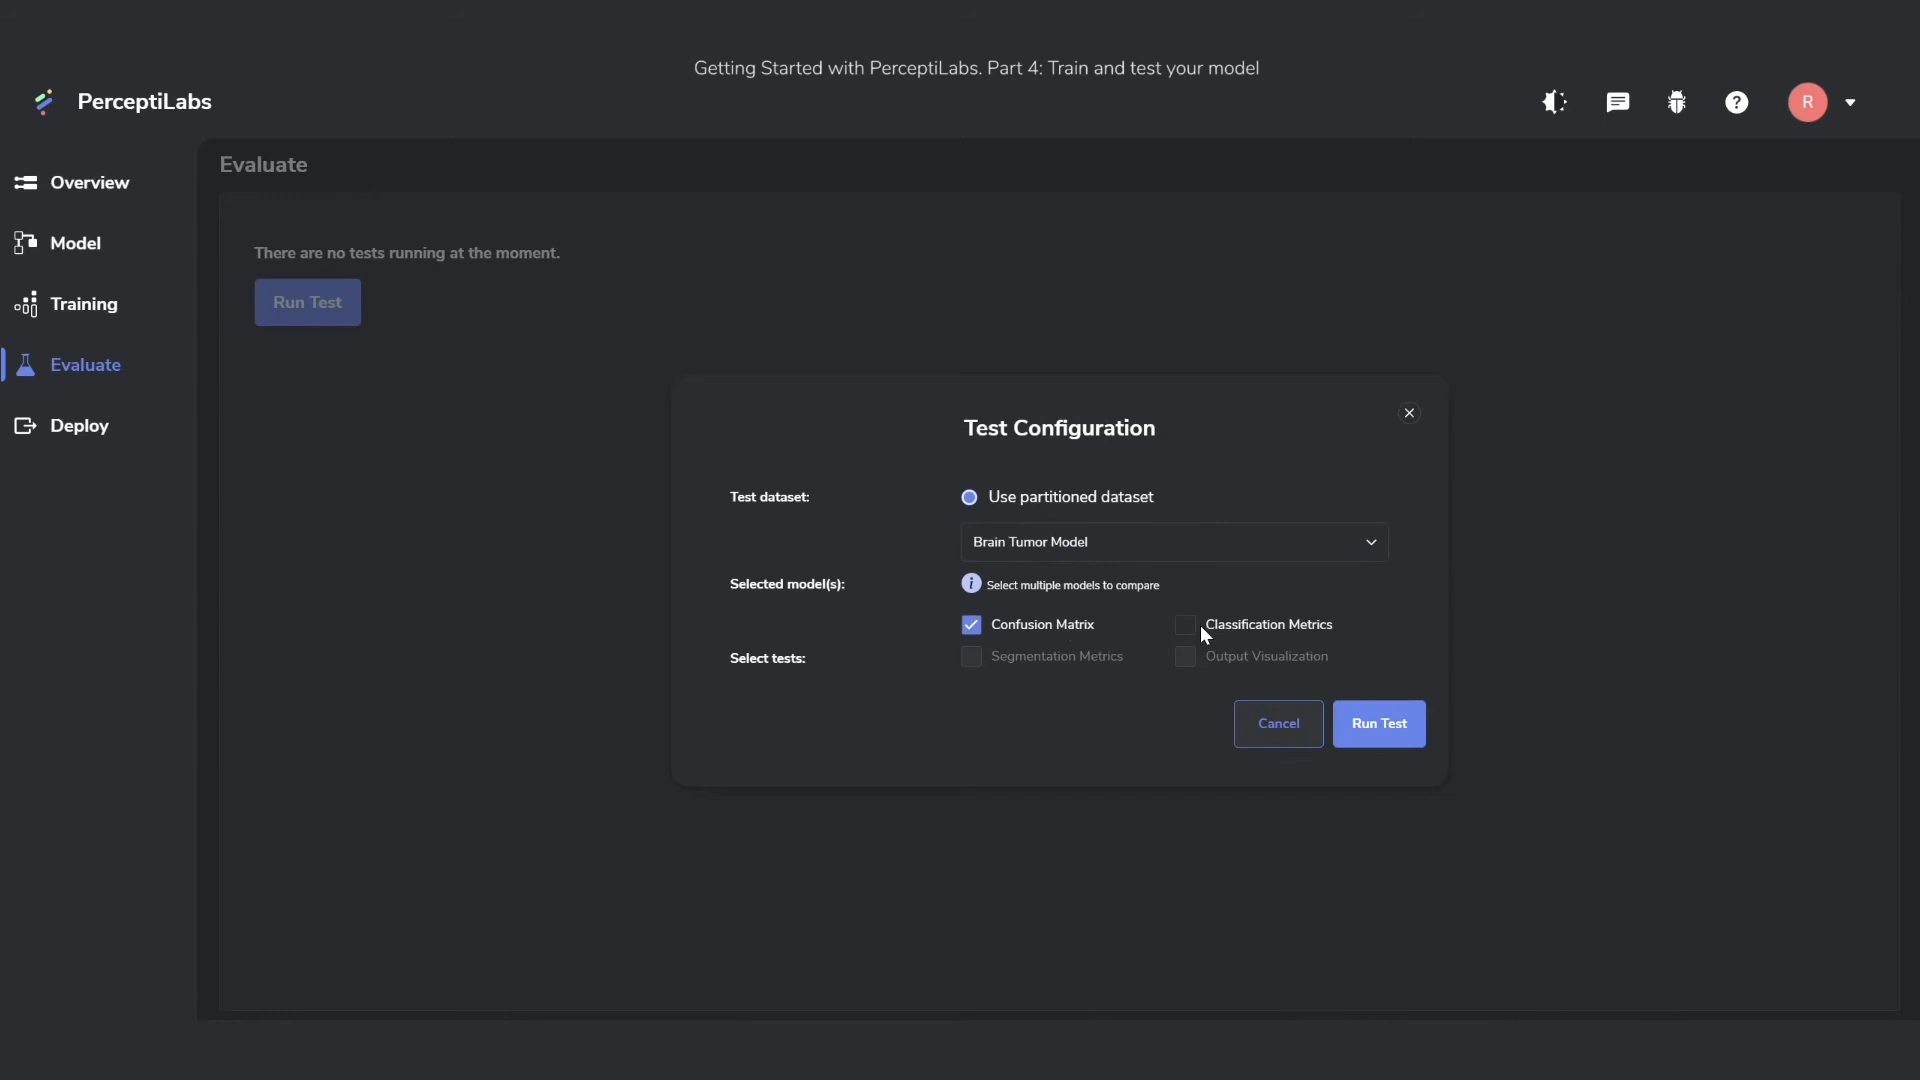 Getting Started with PerceptiLabs. Part 4: Train and test your model
PerceptiLabs
R
Overview
Model
Training
Evaluate
Deploy
Evaluate
There are no tests running at the moment.
Run Test
Test Configuration
Test dataset:
Use partitioned dataset
Brain Tumor Model
Selected model(s):
Select multiple models to compare
Confusion Matrix
Classification Metrics
Select tests:
Segmentation Metrics
Output Visualization
Cancel
Run Test